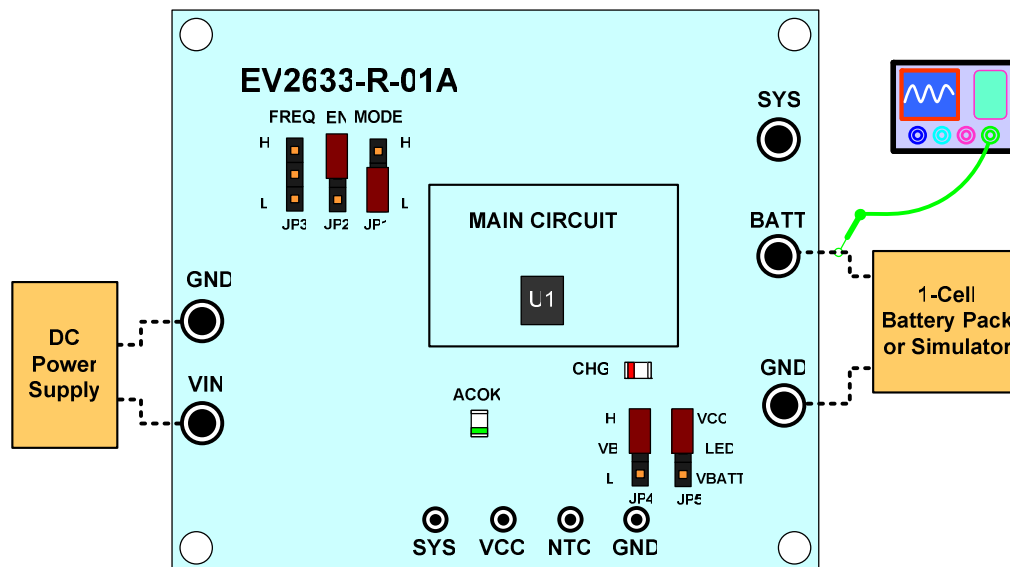 EV2633-R-01A
FREQ EN MODE
H H
L L
JP3 JP2 JP1
SYS
MAIN CIRCUIT
BATT
U1
GND
DC
Power
Supply
VIN
1-Cell
Battery Pack
or Simulator
GND
CHG
ACOK
H VCC
VB LED
L VBATT
JP4 JP5
SYS VCC NTC GND